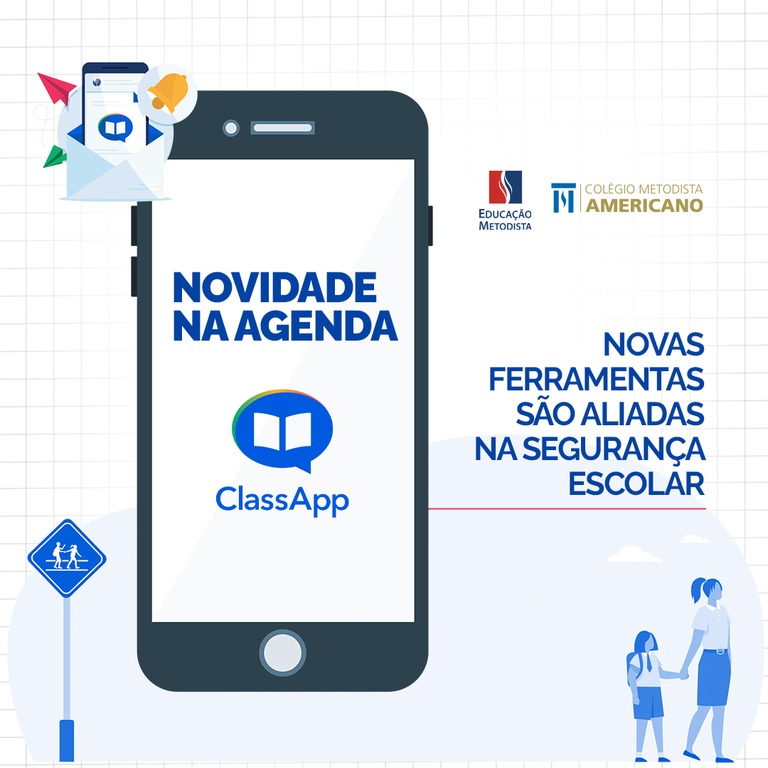 NOVIDADE
NA AGENDA
ClassApp
EDUCAÇÃO
METODISTA
COLÉGIO METODISTA
AMERICANO
NOVAS
FERRAMENTAS
SÃO ALIADAS
NA SEGURANÇA
ESCOLAR